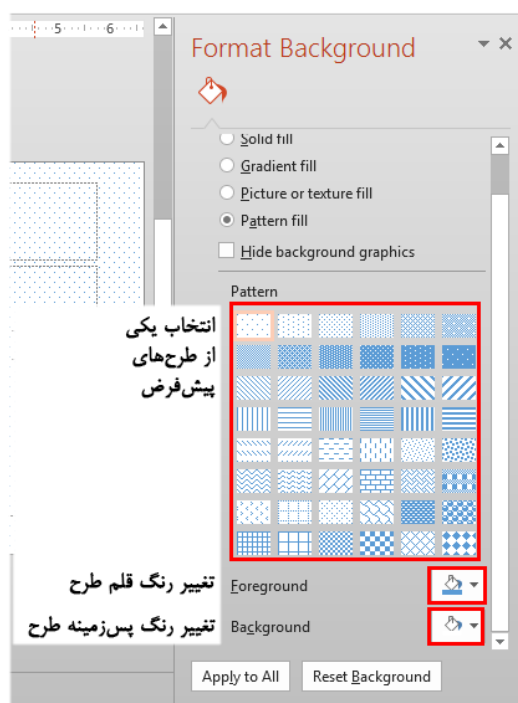 5 6
Format Background
Solid fill
Gradient fill
Picture or texture fill
Pattern fill
Hide background graphics
Pattern
انتخاب یکی
از طرح‌های
پیش‌فرض
تغییر رنگ قلم طرح
Foreground
تغییر رنگ پس‌زمینه طرح
Background
Apply to All
Reset Background